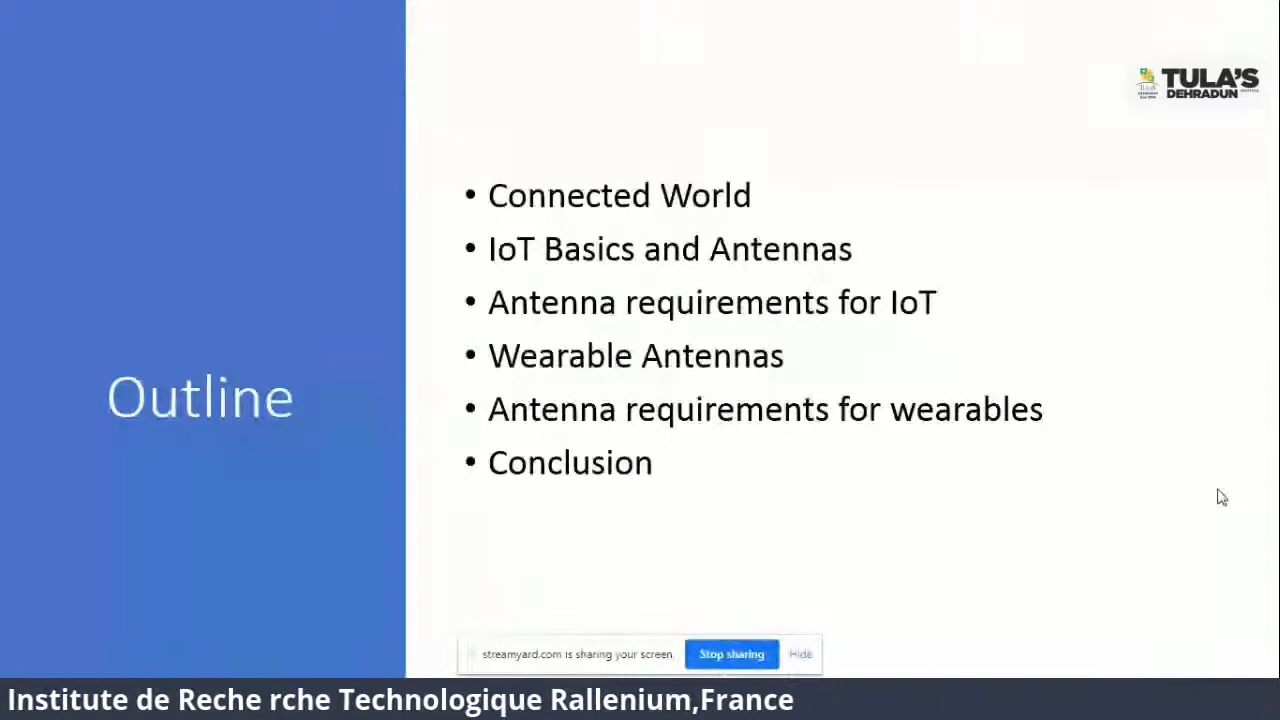 TULA'S
DEHRADUN
• Connected World
• IoT Basics and Antennas
• Antenna requirements for IoT
• Wearable Antennas
Outline
• Antenna requirements for wearables
• Conclusion
streamyard.com is sharing your screen.
Stop sharing
Hide
Institute de Reche rche Technologique Rallenium,France